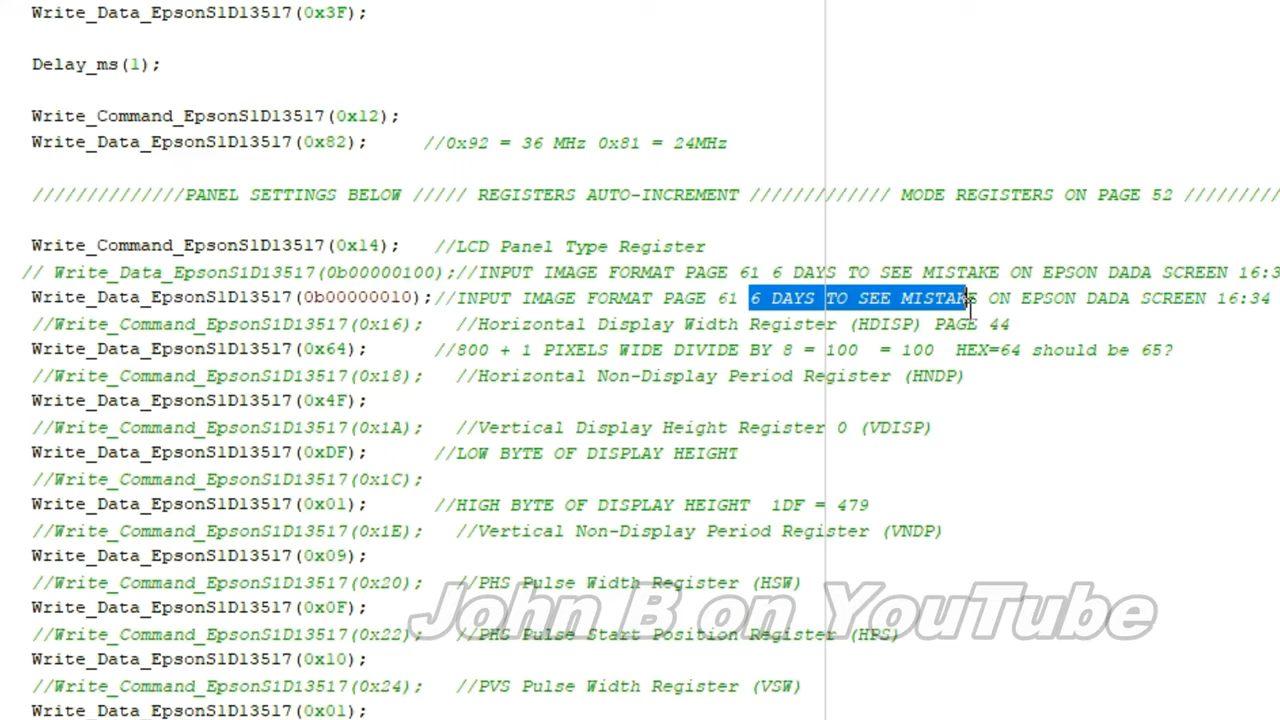 Write_Data_EpsonS1D13517(0x3F);
Delay_ms(1);
Write_Command_EpsonS1D13517(0x12);
Write_Data_EpsonS1D13517(0x82); //0x92 = 36 MHz 0x81 = 24MHz
//////////////PANEL SETTINGS BELOW ///// REGISTERS AUTO-INCREMENT ///////////// MODE REGISTERS ON PAGE 52 /////////
Write_Command_EpsonS1D13517(0x14); //LCD Panel Type Register
// Write_Data_EpsonS1D13517(0b00000100);//INPUT IMAGE FORMAT PAGE 61 6 DAYS TO SEE MISTAKE ON EPSON DADA SCREEN 16:3
Write_Data_EpsonS1D13517(0b00000010);//INPUT IMAGE FORMAT PAGE 61 6 DAYS TO SEE MISTAKE ON EPSON DADA SCREEN 16:34
//Write_Command_EpsonS1D13517(0x16); //Horizontal Display Width Register (HDISP) PAGE 44
Write_Data_EpsonS1D13517(0x64); //800 + 1 PIXELS WIDE DIVIDE BY 8 = 100 = 100 HEX=64 should be 65?
//Write_Command_EpsonS1D13517(0x18); //Horizontal Non-Display Period Register (HNDP)
Write_Data_EpsonS1D13517(0x4F);
//Write_Command_EpsonS1D13517(0x1A); //Vertical Display Height Register 0 (VDISP)
Write_Data_EpsonS1D13517(0xDF); //LOW BYTE OF DISPLAY HEIGHT
//Write_Command_EpsonS1D13517(0x1C);
Write_Data_EpsonS1D13517(0x01); //HIGH BYTE OF DISPLAY HEIGHT 1DF = 479
//Write_Command_EpsonS1D13517(0x1E); //Vertical Non-Display Period Register (VNDP)
Write_Data_EpsonS1D13517(0x09);
//Write_Command_EpsonS1D13517(0x20); //PHS Pulse Width Register (HSW)
Write_Data_EpsonS1D13517(0x0F);
John B on YouTube
//Write_Command_EpsonS1D13517(0x22); //PHS Pulse Start Position Register (HPS)
Write_Data_EpsonS1D13517(0x10);
//Write_Command_EpsonS1D13517(0x24); //PVS Pulse Width Register (VSW)
Write_Data_EpsonS1D13517(0x01);